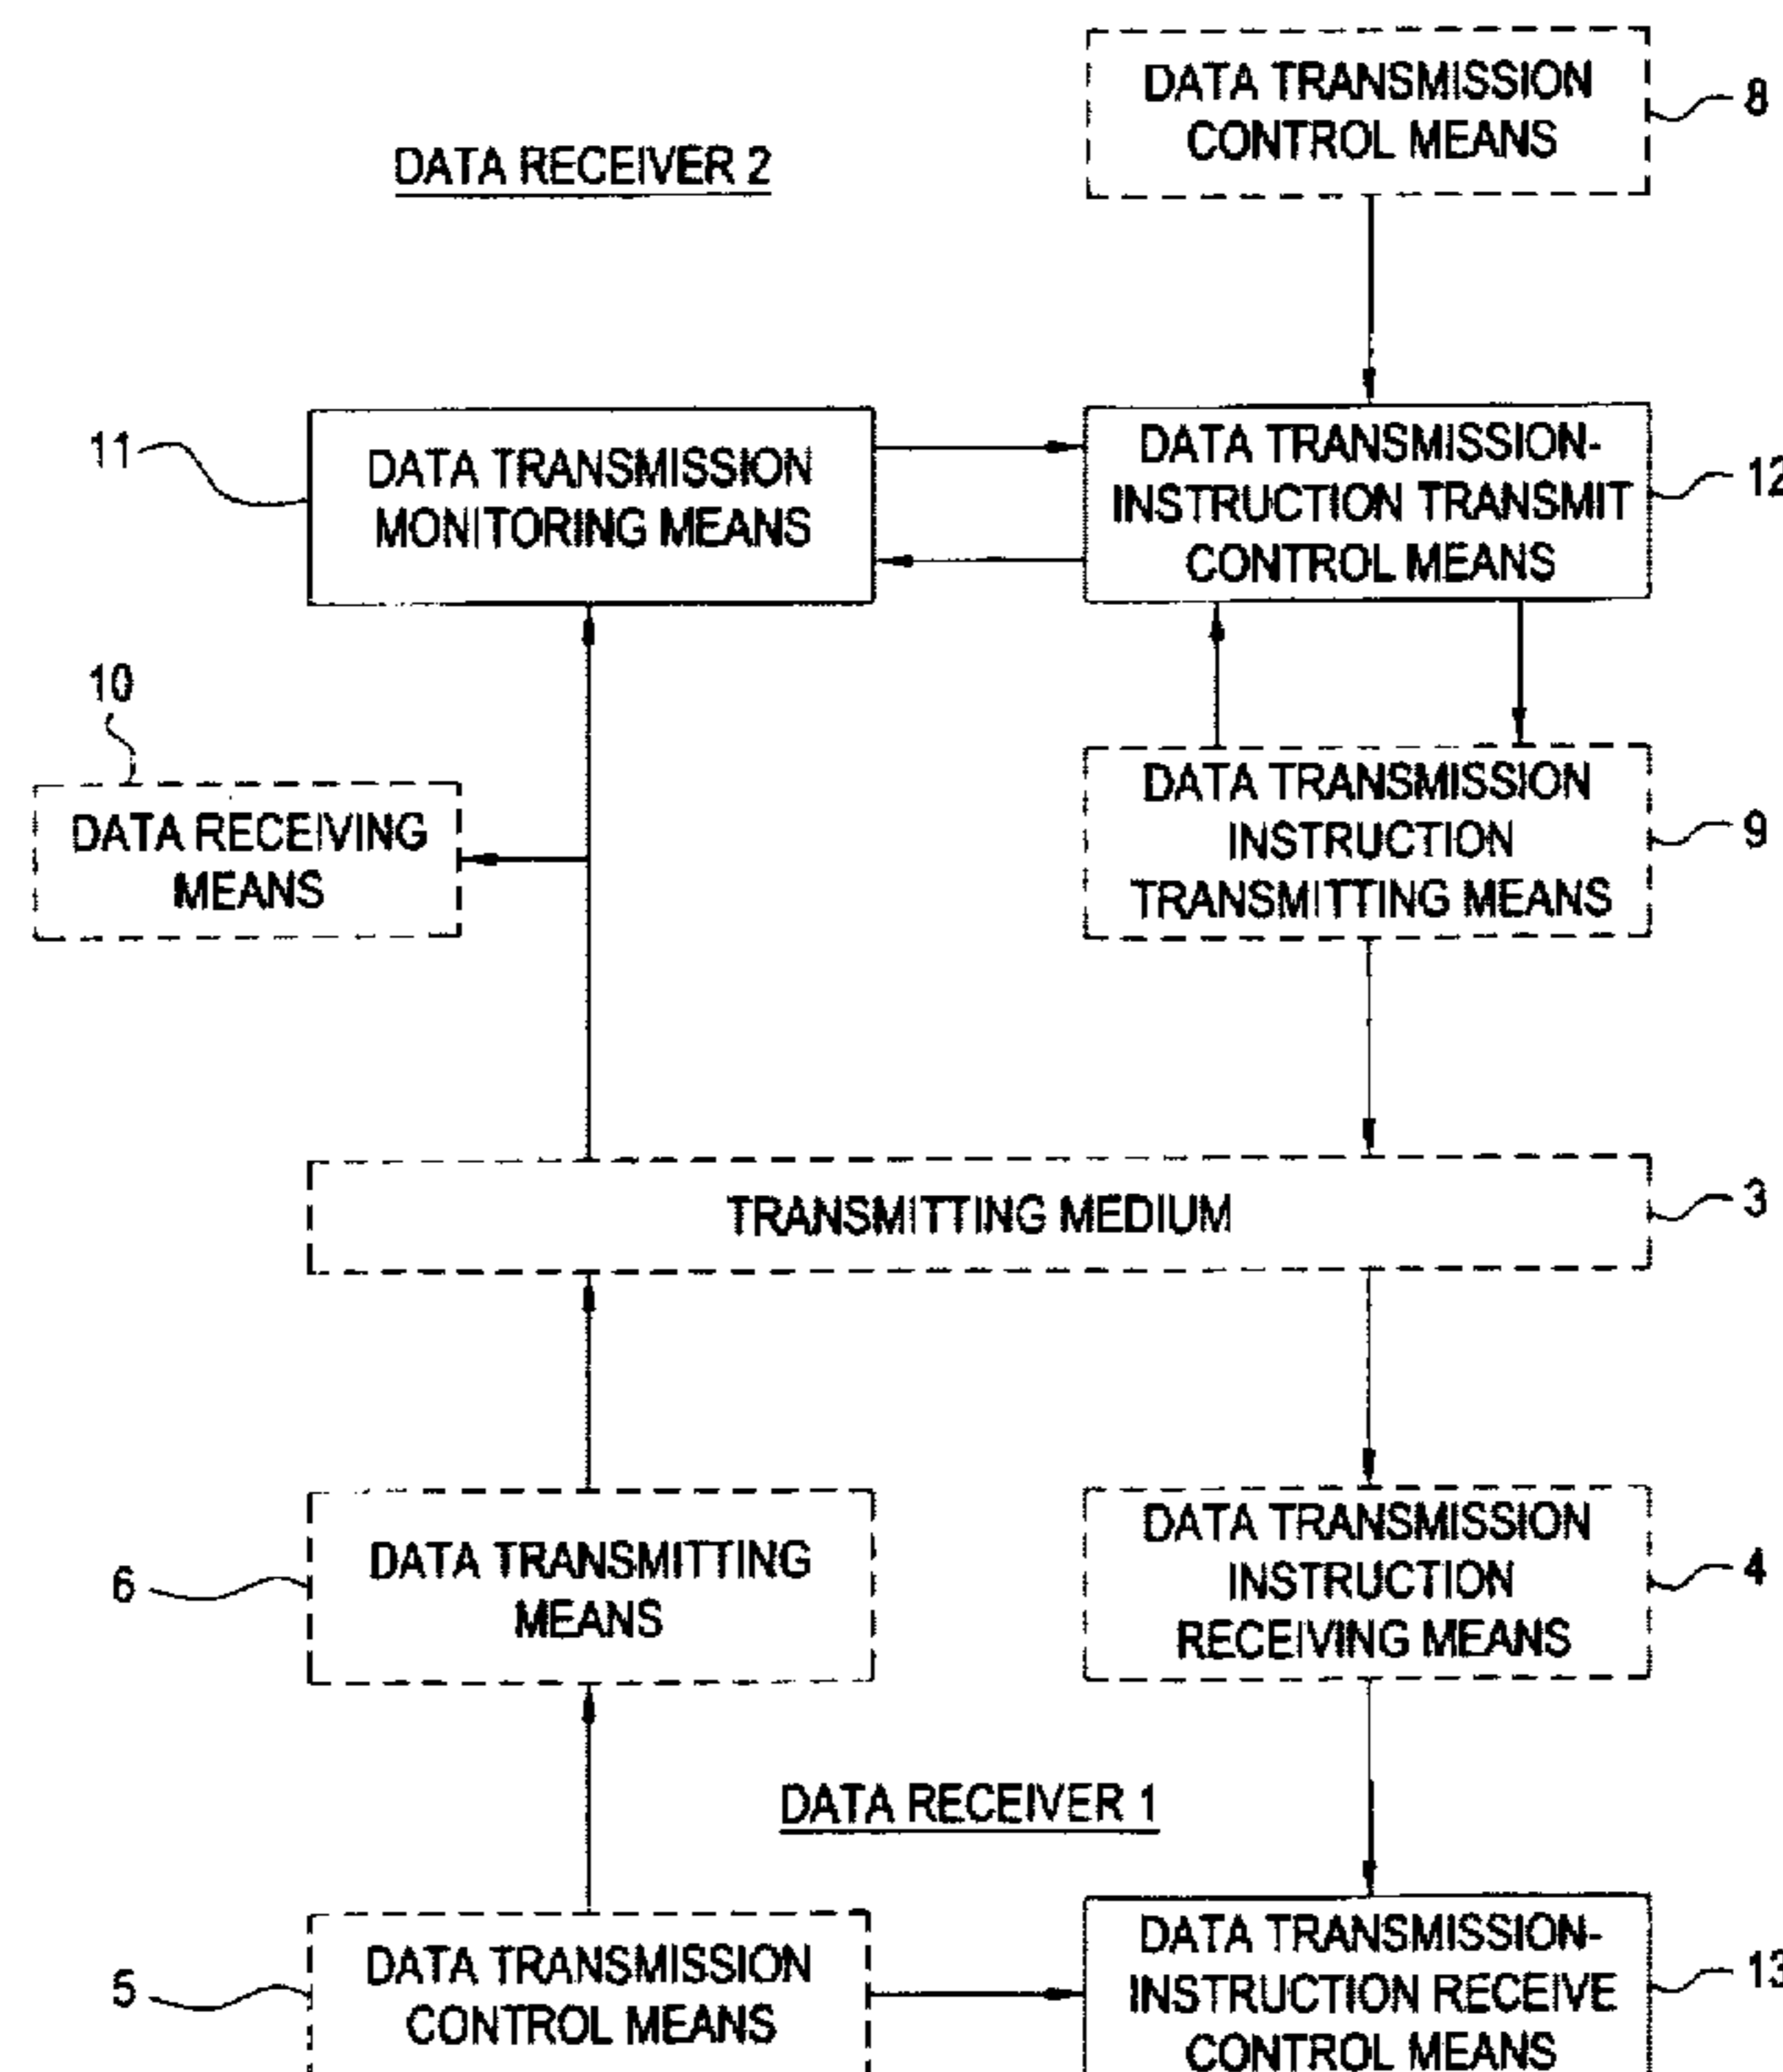 DATA TRANSMISSION
CONTROL MEANS
8
DATA RECEIVER 2
11
DATA TRANSMISSION
MONITORING MEANS
DATA TRANSMISSION-
INSTRUCTION TRANSMIT
CONTROL MEANS
12
10
DATA RECEIVING
MEANS
DATA TRANSMISSION
INSTRUCTION
TRANSMITTING MEANS
9
TRANSMITTING MEDIUM
3
6
DATA TRANSMITTING
MEANS
DATA TRANSMISSION
INSTRUCTION
RECEIVING MEANS
4
DATA RECEIVER 1
5
DATA TRANSMISSION
CONTROL MEANS
DATA TRANSMISSION-
INSTRUCTION RECEIVE
CONTROL MEANS
13